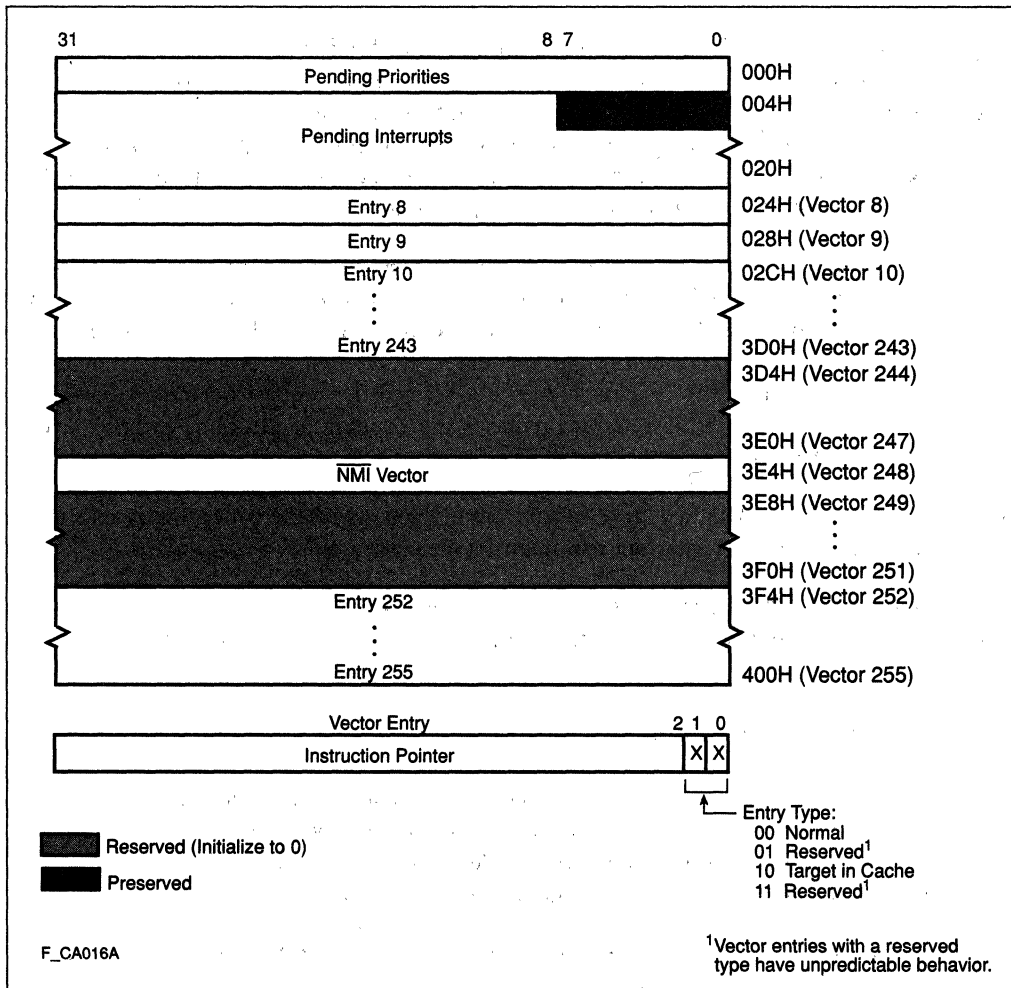 31 8 7 0
Pending Priorities 000H
004H
Pending Interrupts
020H
Entry 8 024H (Vector 8)
Entry 9 028H (Vector 9)
Entry 10 02CH (Vector 10)
Entry 243 3D0H (Vector 243)
3D4H (Vector 244)
3E0H (Vector 247)
NMI Vector 3E4H (Vector 248)
3E8H (Vector 249)
3F0H (Vector 251)
Entry 252 3F4H (Vector 252)
Entry 255 400H (Vector 255)
Vector Entry 2 1 0
Instruction Pointer X X
Entry Type:
00 Normal
01 Reserved¹
10 Target in Cache
11 Reserved¹
Reserved (Initialize to 0)
Preserved
F_CA016A
¹Vector entries with a reserved
type have unpredictable behavior.